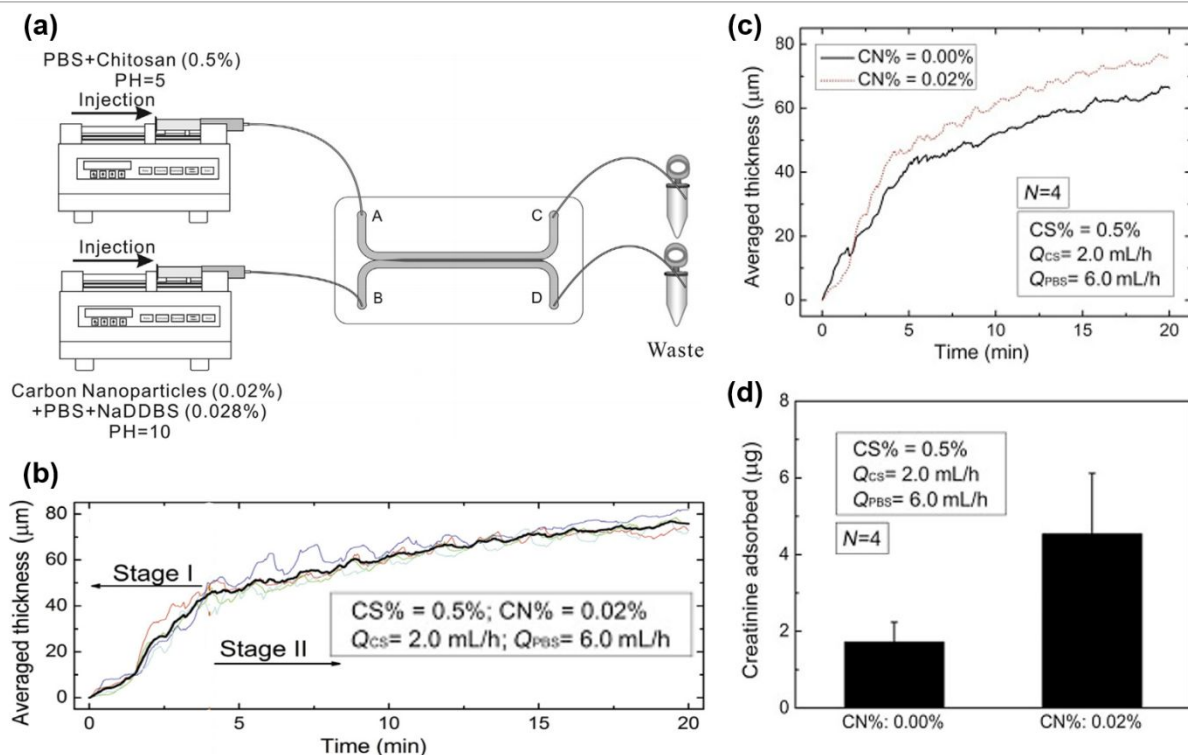 (a)
PBS+Chitosan (0.5%)
PH=5
Injection
A
C
Injection
B
D
Waste
Carbon Nanoparticles (0.02%)
+PBS+NaDDBS (0.028%)
PH=10
(b)
Averaged thickness (μm)
80
60
40
20
0
Stage I
Stage II
CS% = 0.5%; CN% = 0.02%
QCS= 2.0 mL/h; QPBS= 6.0 mL/h
0
5
10
15
20
Time (min)
(c)
Averaged thickness (μm)
80
60
40
20
0
CN% = 0.00%
CN% = 0.02%
N=4
CS% = 0.5%
QCS= 2.0 mL/h
QPBS= 6.0 mL/h
0
5
10
15
20
Time (min)
(d)
Creatinine adsorbed (μg)
8
6
4
2
0
CS% = 0.5%
QCS= 2.0 mL/h
QPBS= 6.0 mL/h
N=4
CN%: 0.00%
CN%: 0.02%